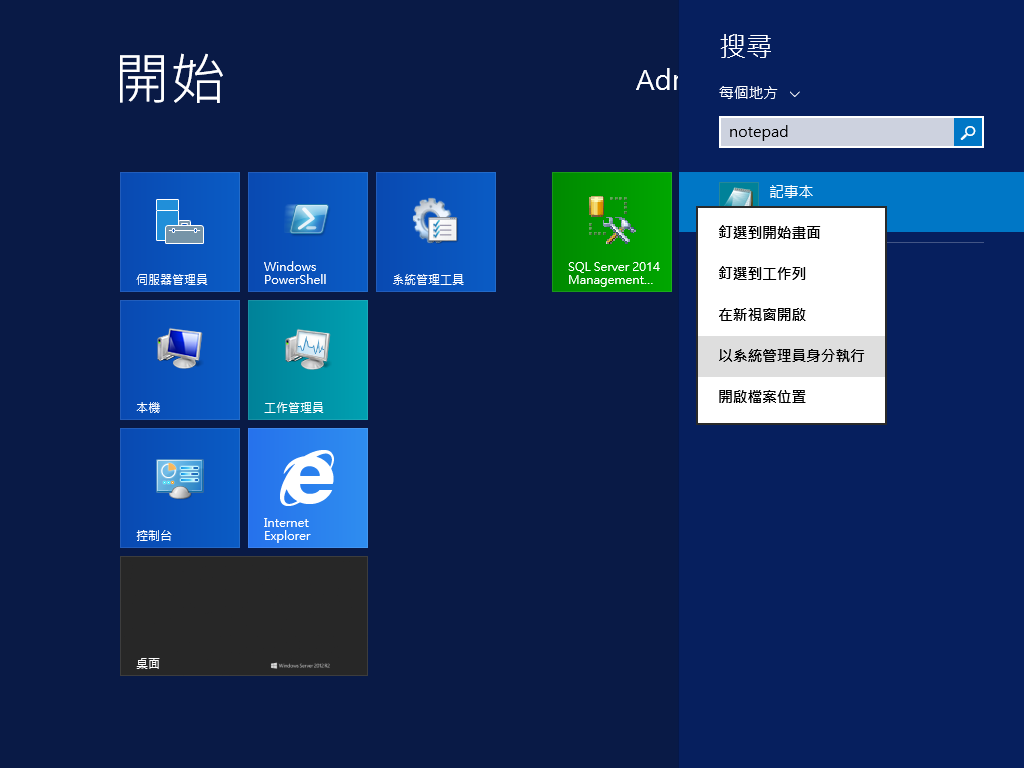 開始
Adr
搜尋
每個地方
notepad
記事本
釘選到開始畫面
釘選到工作列
在新視窗開啟
以系統管理員身分執行
開啟檔案位置
伺服器管理員
Windows
PowerShell
系統管理工具
SQL Server 2014
Management...
本機
工作管理員
控制台
Internet
Explorer
桌面
Windows Server 2012 R2